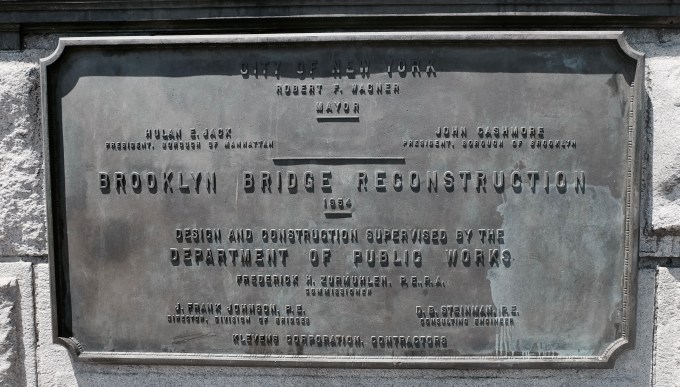 CITY OF NEW YORK
ROBERT F. WAGNER
MAYOR
HULAN E. JACK JOHN CASHMORE
PRESIDENT, BOROUGH OF MANHATTAN PRESIDENT, BOROUGH OF BROOKLYN
BROOKLYN BRIDGE RECONSTRUCTION
1954
DESIGN AND CONSTRUCTION SUPERVISED BY THE
DEPARTMENT OF PUBLIC WORKS
FREDERICK H. ZURMUHLEN, P.E., R.A.
COMMISSIONER
J. FRANK JOHNSON, P.E. D. B. STEINMAN, P.E.
DIRECTOR, DIVISION OF BRIDGES CONSULTING ENGINEER
KLEVENS CORPORATION, CONTRACTORS